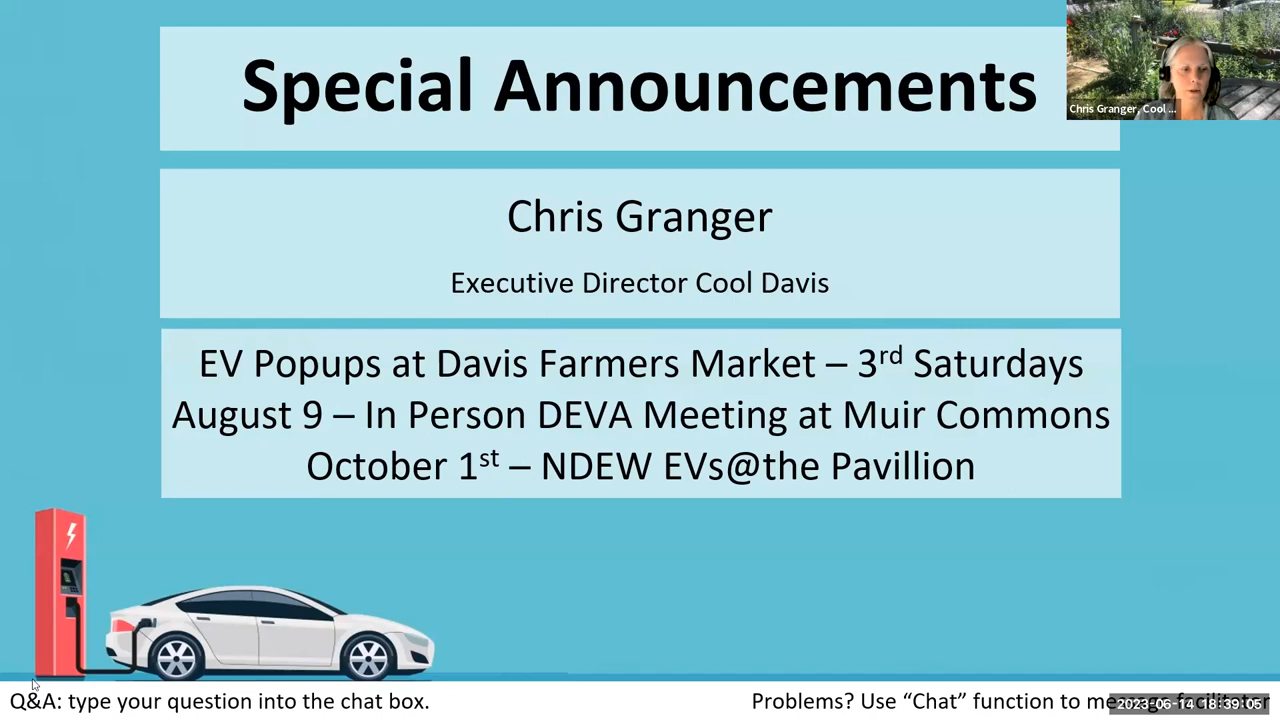 Special Announcements
Chris Granger, Cool ...
Chris Granger
Executive Director Cool Davis
EV Popups at Davis Farmers Market – 3rd Saturdays
August 9 – In Person DEVA Meeting at Muir Commons
October 1st – NDEW EVs@the Pavillion
Q&A: type your question into the chat box.
Problems? Use “Chat” function to message facilitator
2023-06-14 18:39:05